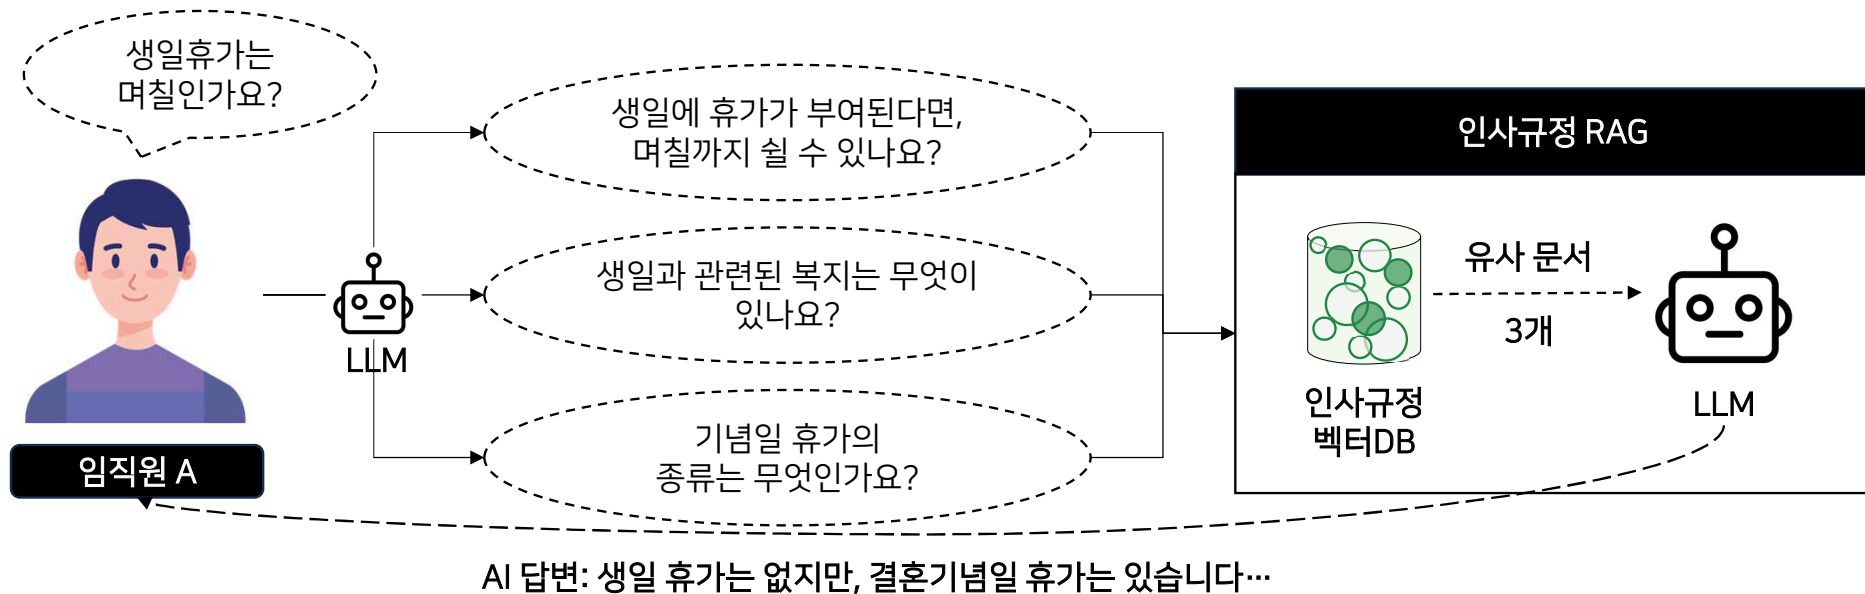 생일휴가는
며칠인가요?
임직원 A
LLM
생일에 휴가가 부여된다면,
며칠까지 쉴 수 있나요?
생일과 관련된 복지는 무엇이
있나요?
기념일 휴가의
종류는 무엇인가요?
인사규정 RAG
유사 문서
3개
인사규정
벡터DB
LLM
AI 답변: 생일 휴가는 없지만, 결혼기념일 휴가는 있습니다…